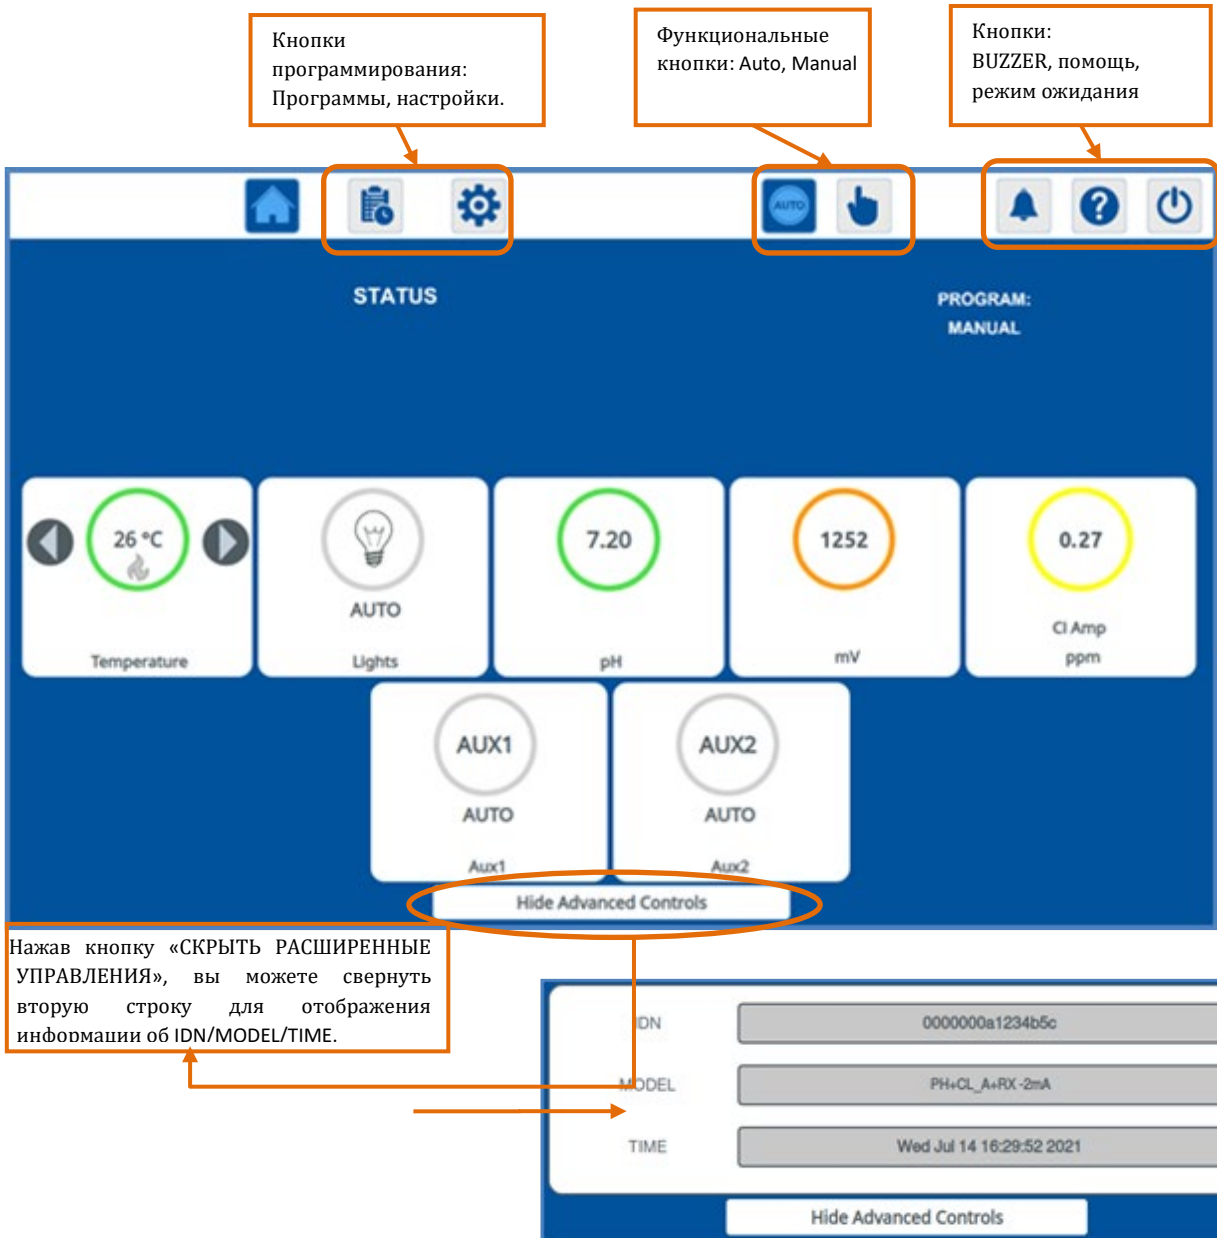 Кнопки
программирования:
Программы, настройки.
Функциональные
кнопки: Auto, Manual
Кнопки:
BUZZER, помощь,
режим ожидания
AUTO
STATUS
PROGRAM:
MANUAL
26 °C
Temperature
AUTO
Lights
7.20
pH
1252
mV
0.27
Cl Amp
ppm
AUX1
AUTO
Aux1
AUX2
AUTO
Aux2
Hide Advanced Controls
Нажав кнопку «СКРЫТЬ РАСШИРЕННЫЕ
УПРАВЛЕНИЯ», вы можете свернуть
вторую строку для отображения
информации об IDN/MODEL/TIME.
IDN 0000000a1234b5c
MODEL PH+CL_A+RX -2mA
TIME Wed Jul 14 16:29:52 2021
Hide Advanced Controls